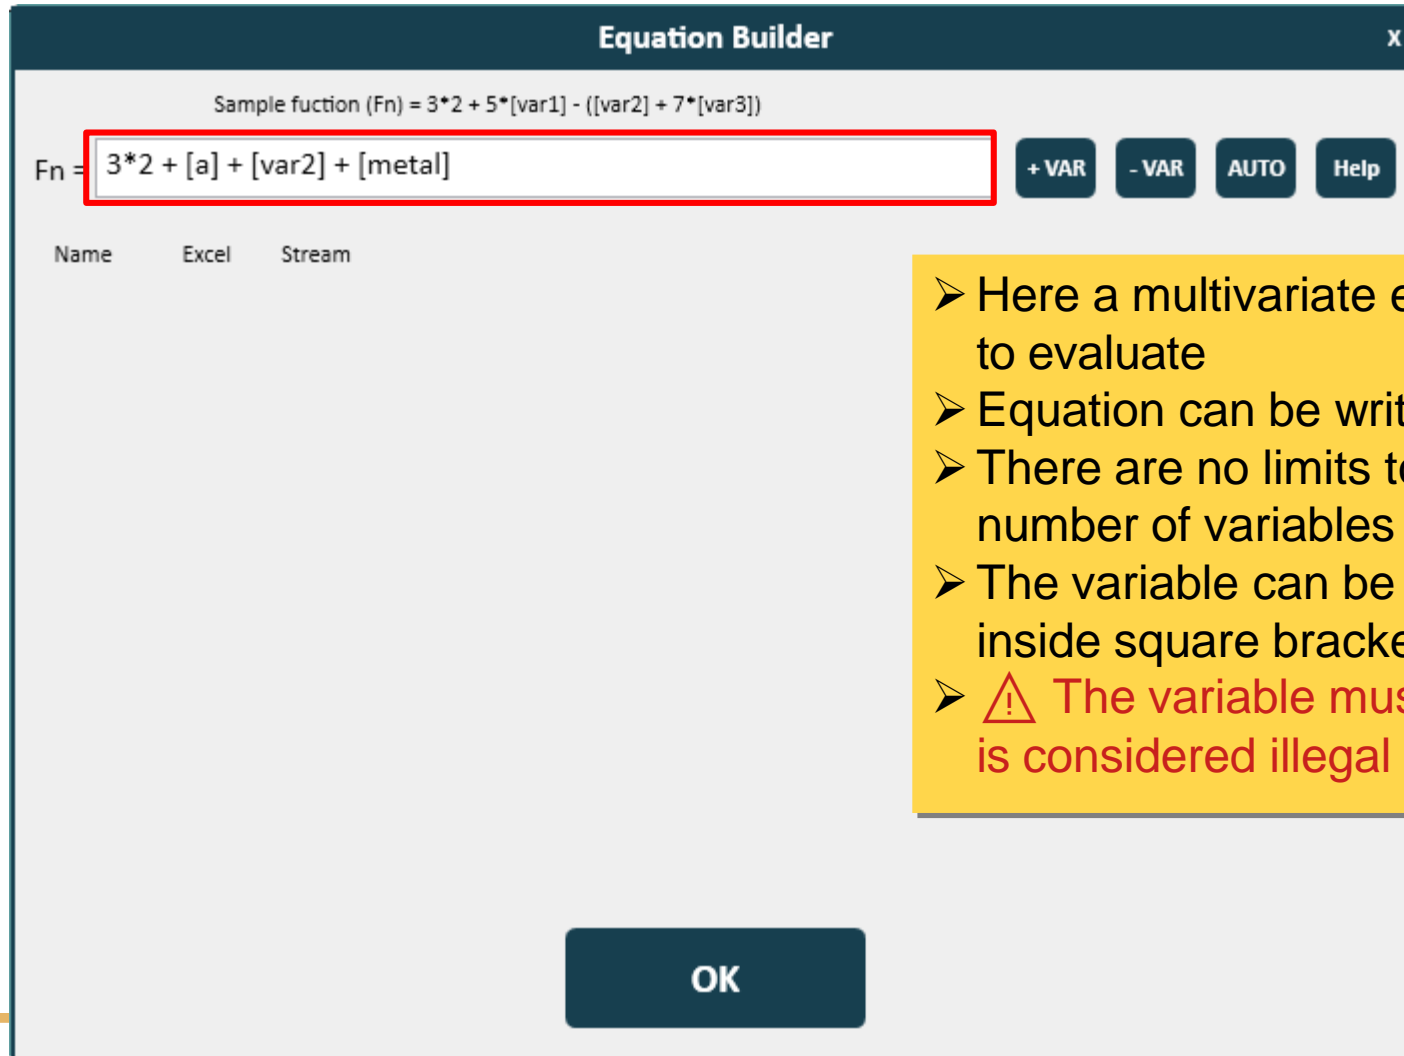 Equation Builder
X
Sample fuction (Fn) = 3*2 + 5*[var1] - ([var2] + 7*[var3])
Fn = 3*2 + [a] + [var2] + [metal]
+ VAR
- VAR
AUTO
Help
Name Excel Stream
➤ Here a multivariate
to evaluate
➤ Equation can be
➤ There are no limits
number of variables
➤ The variable can be
inside square
➤ ⚠ The variable
is considered illegal
OK